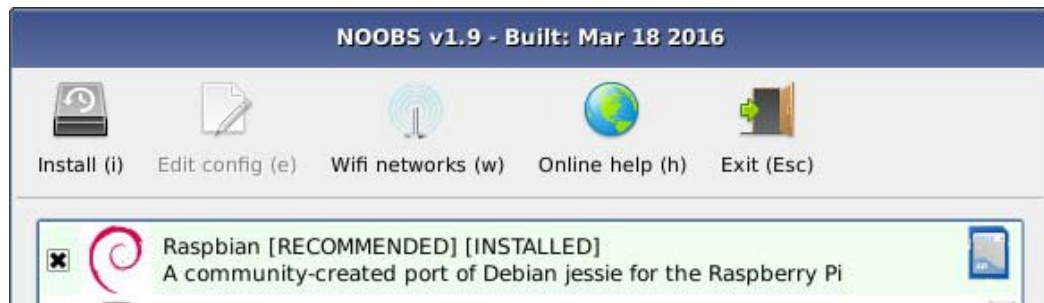 NOOBS v1.9 - Built: Mar 18 2016
Install (i) Edit config (e) Wifi networks (w) Online help (h) Exit (Esc)
Raspbian [RECOMMENDED] [INSTALLED]
A community-created port of Debian jessie for the Raspberry Pi